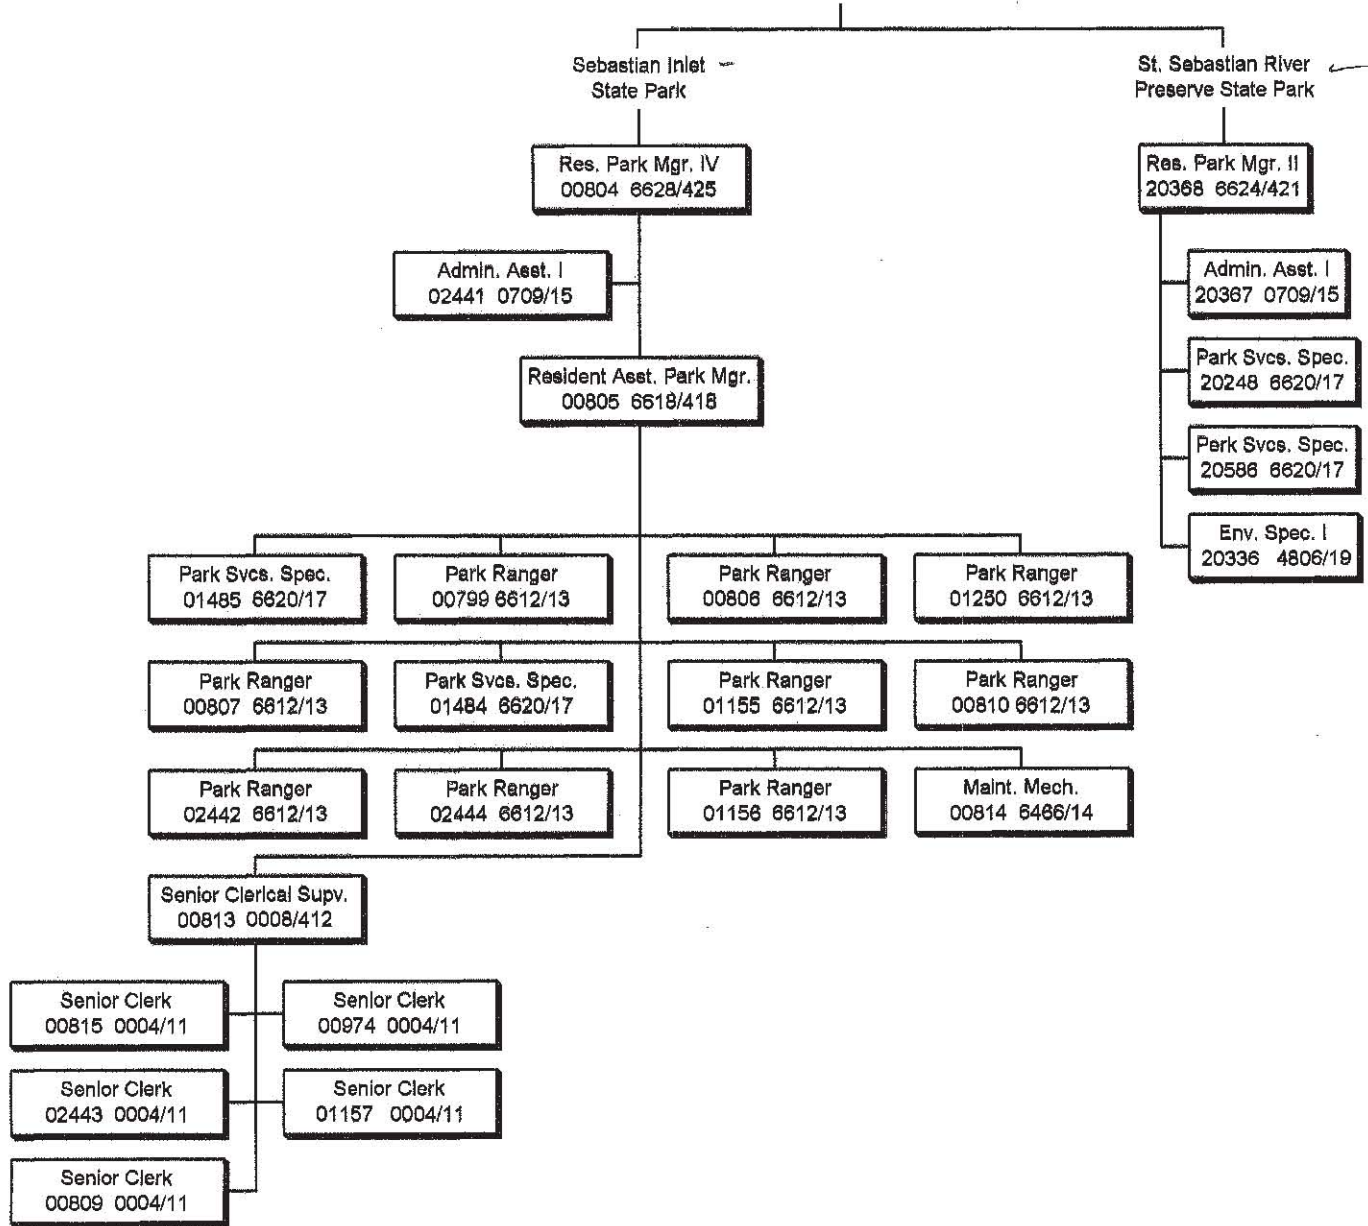 Sebastian Inlet
State Park
St. Sebastian River
Preserve State Park
Res. Park Mgr. IV
00804 6628/425
Res. Park Mgr. II
20368 6624/421
Admin. Asst. I
02441 0709/15
Admin. Asst. I
20367 0709/15
Resident Asst. Park Mgr.
00805 6618/418
Park Svcs. Spec.
20248 6620/17
Park Svcs. Spec.
20586 6620/17
Env. Spec. I
20336 4806/19
Park Svcs. Spec.
01485 6620/17
Park Ranger
00799 6612/13
Park Ranger
00806 6612/13
Park Ranger
01250 6612/13
Park Ranger
00807 6612/13
Park Svcs. Spec.
01484 6620/17
Park Ranger
01155 6612/13
Park Ranger
00810 6612/13
Park Ranger
02442 6612/13
Park Ranger
02444 6612/13
Park Ranger
01156 6612/13
Maint. Mech.
00814 6466/14
Senior Clerical Supv.
00813 0008/412
Senior Clerk
00815 0004/11
Senior Clerk
00974 0004/11
Senior Clerk
02443 0004/11
Senior Clerk
01157 0004/11
Senior Clerk
00809 0004/11